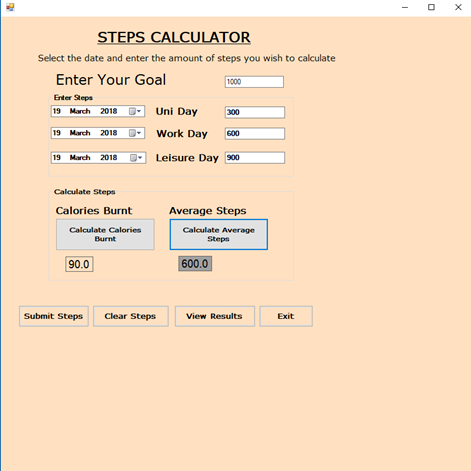 STEPS CALCULATOR
Select the date and enter the amount of steps you wish to calculate
Enter Your Goal 1000
Enter Steps
19 March 2018 Uni Day 300
19 March 2018 Work Day 600
19 March 2018 Leisure Day 900
Calculate Steps
Calories Burnt Average Steps
Calculate Calories Calculate Average
Burnt Steps
90.0 600.0
Submit Steps Clear Steps View Results Exit